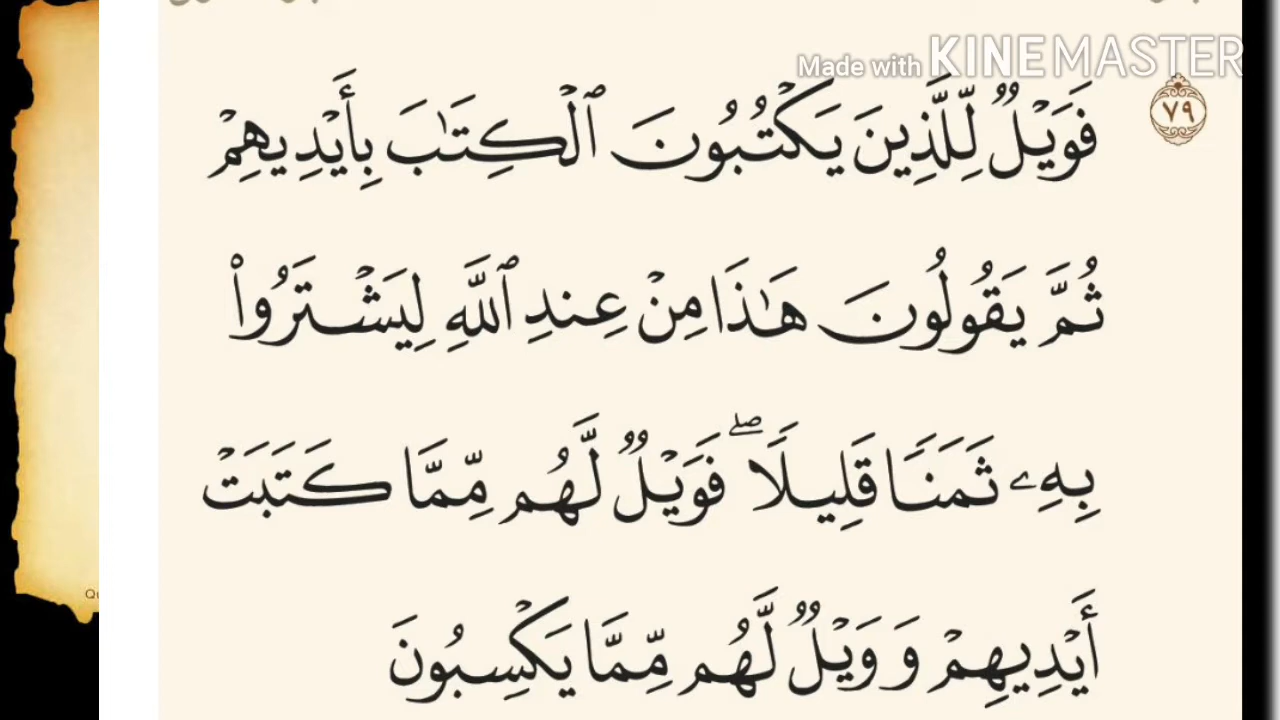 Made with KINEMASTER
٧٩
فَوَيۡلٌ لِّلَّذِينَ يَكۡتُبُونَ ٱلۡكِتَٰبَ بِأَيۡدِيهِمۡ
ثُمَّ يَقُولُونَ هَٰذَا مِنۡ عِندِ ٱللَّهِ لِيَشۡتَرُواْ
بِهِۦ ثَمَنًا قَلِيلًاۖ فَوَيۡلٌ لَّهُم مِّمَّا كَتَبَتۡ
أَيۡدِيهِمۡ وَوَيۡلٌ لَّهُم مِّمَّا يَكۡسِبُونَ